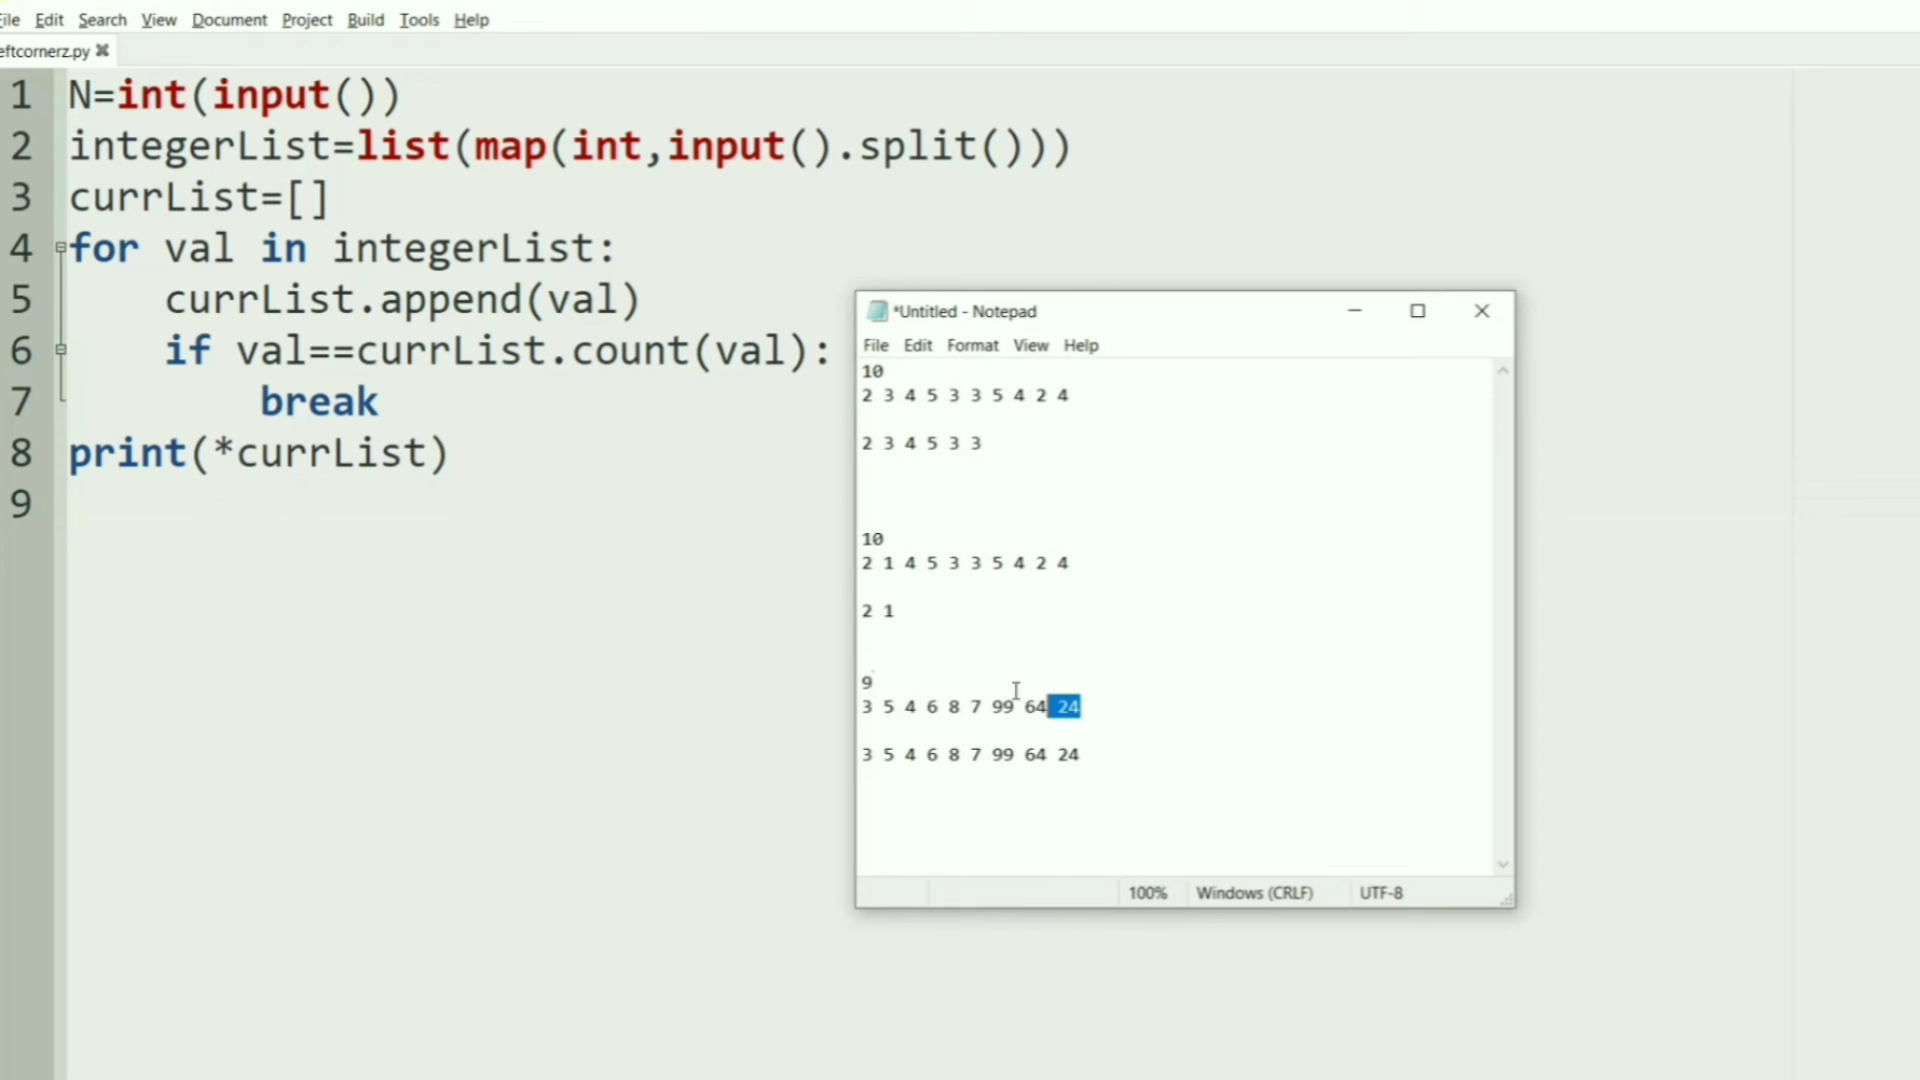 File Edit Search View Document Project Build Tools Help
eftcornerz.py
1 N=int(input())
2 integerList=list(map(int,input().split()))
3 currList=[]
4 for val in integerList:
5 currList.append(val)
6 if val==currList.count(val):
7 break
8 print(*currList)
9
*Untitled - Notepad
File Edit Format View Help
10
2 3 4 5 3 3 5 4 2 4
2 3 4 5 3 3
10
2 1 4 5 3 3 5 4 2 4
2 1
9
3 5 4 6 8 7 99 64 24
3 5 4 6 8 7 99 64 24
100% Windows (CRLF) UTF-8